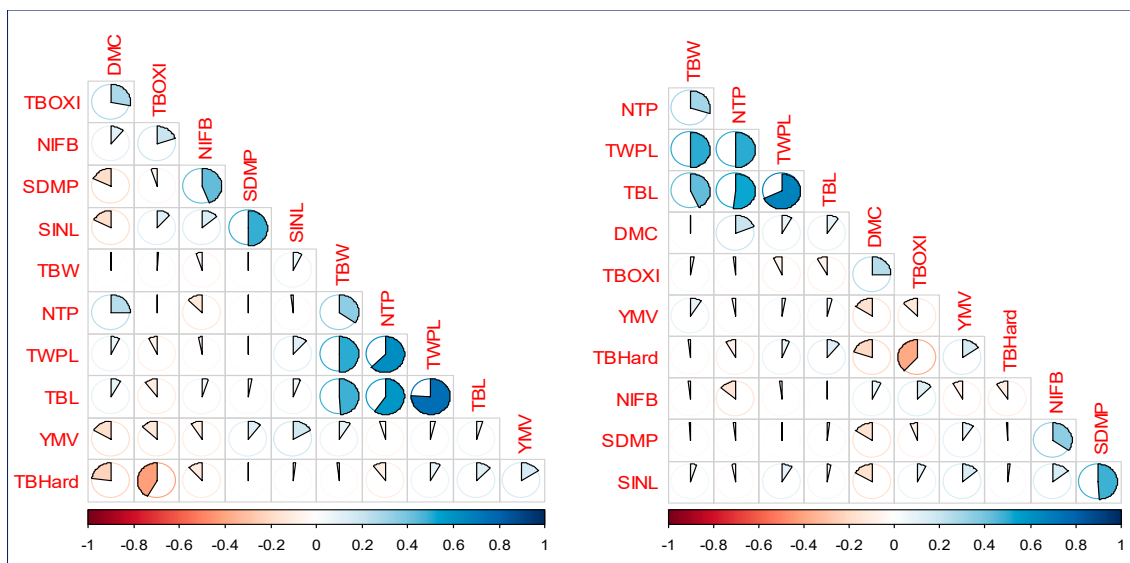 DMC
TBOXI
NIFB
SDMP
SINL
TBW
NTP
TWPL
TBL
YMV
TBOXI
NIFB
SDMP
SINL
TBW
NTP
TWPL
TBL
YMV
TBHard
-1 -0.8 -0.6 -0.4 -0.2 0 0.2 0.4 0.6 0.8 1
TBW
NTP
TWPL
TBL
DMC
TBOXI
YMV
TBHard
NIFB
SDMP
NTP
TWPL
TBL
DMC
TBOXI
YMV
TBHard
NIFB
SDMP
SINL
-1 -0.8 -0.6 -0.4 -0.2 0 0.2 0.4 0.6 0.8 1